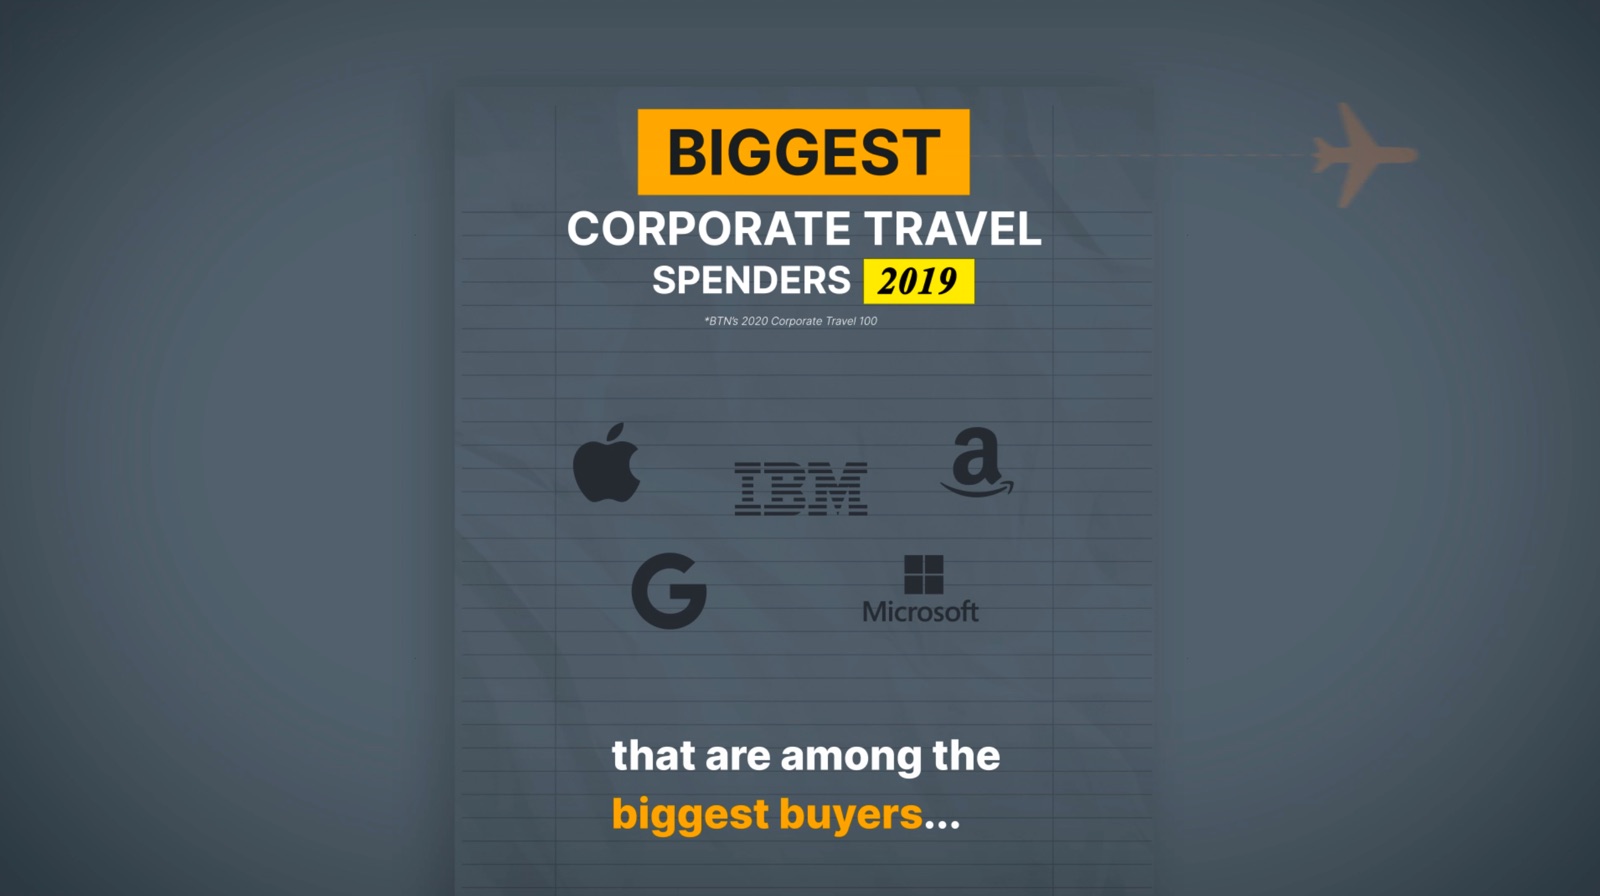 BIGGEST
CORPORATE TRAVEL
SPENDERS 2019
*BTN's 2020 Corporate Travel 100
IBM
a
G
Microsoft
that are among the
biggest buyers...